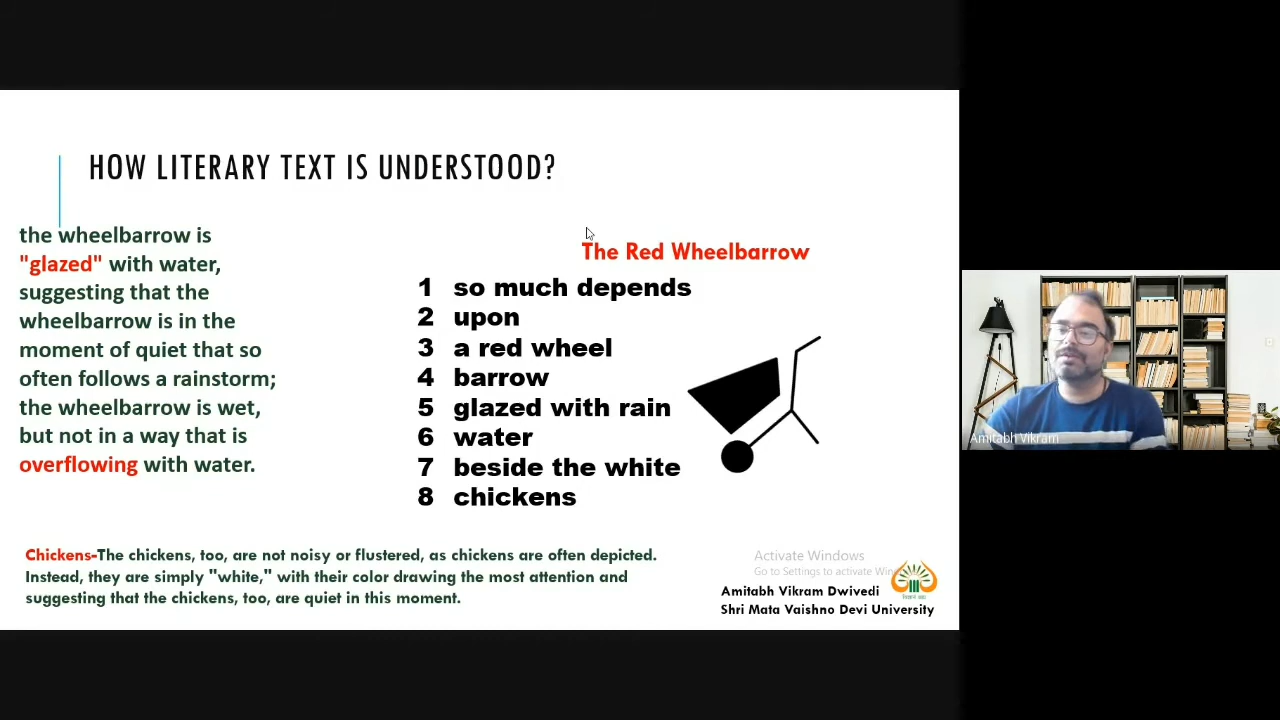 HOW LITERARY TEXT IS UNDERSTOOD?
the wheelbarrow is
"glazed" with water,
suggesting that the
wheelbarrow is in the
moment of quiet that so
often follows a rainstorm;
the wheelbarrow is wet,
but not in a way that is
overflowing with water.
The Red Wheelbarrow
1 so much depends
2 upon
3 a red wheel
4 barrow
5 glazed with rain
6 water
7 beside the white
8 chickens
Chickens-The chickens, too, are not noisy or flustered, as chickens are often depicted.
Instead, they are simply "white," with their color drawing the most attention and
suggesting that the chickens, too, are quiet in this moment.
Activate Windows
Go to Settings to activate
Amitabh Vikram Dwivedi
Shri Mata Vaishno Devi University
Amitabh Vikram